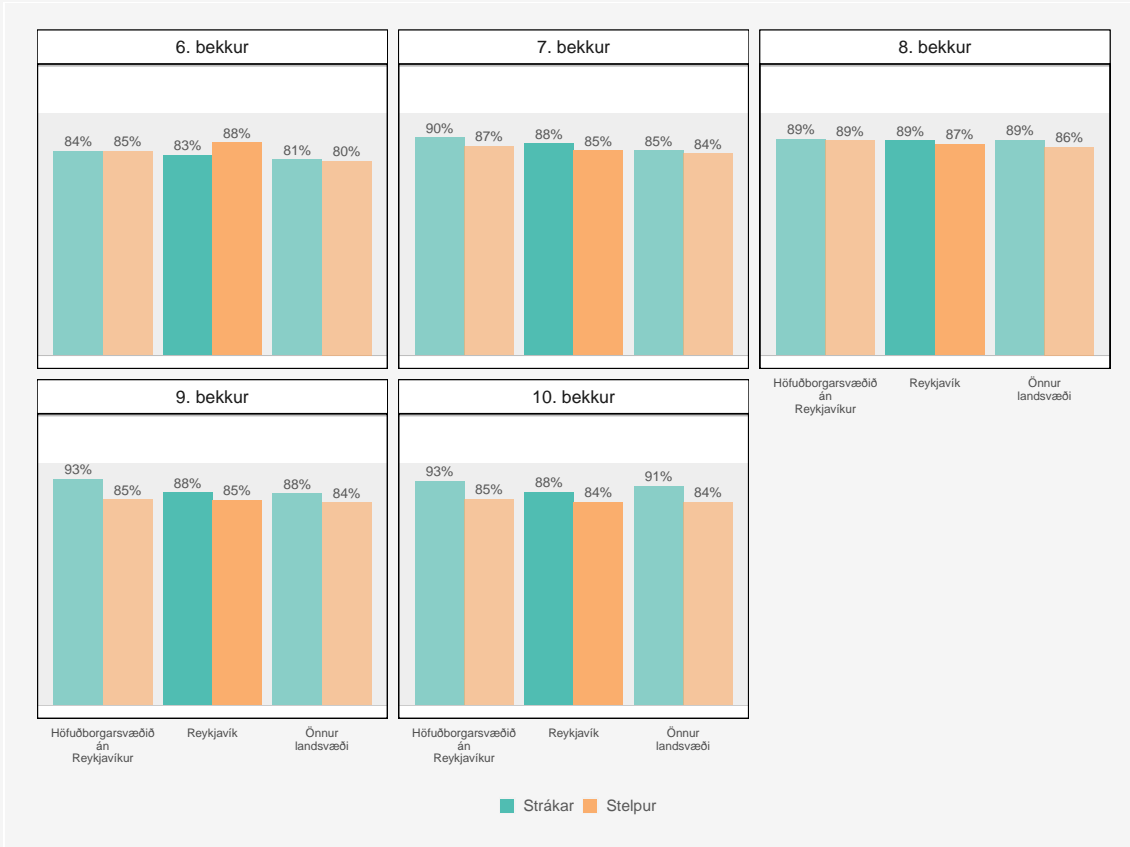 6. bekkur
84% 85% 83% 88% 81% 80%
7. bekkur
90% 87% 88% 85% 85% 84%
8. bekkur
89% 89% 89% 87% 89% 86%
Höfuðborgarsvæðið
án
Reykjavíkur
Reykjavík
Önnur
landsvæði
9. bekkur
93% 85% 88% 85% 88% 84%
Höfuðborgarsvæðið
án
Reykjavíkur
Reykjavík
Önnur
landsvæði
10. bekkur
93% 85% 88% 84% 91% 84%
Höfuðborgarsvæðið
án
Reykjavíkur
Reykjavík
Önnur
landsvæði
Strákar Stelpur